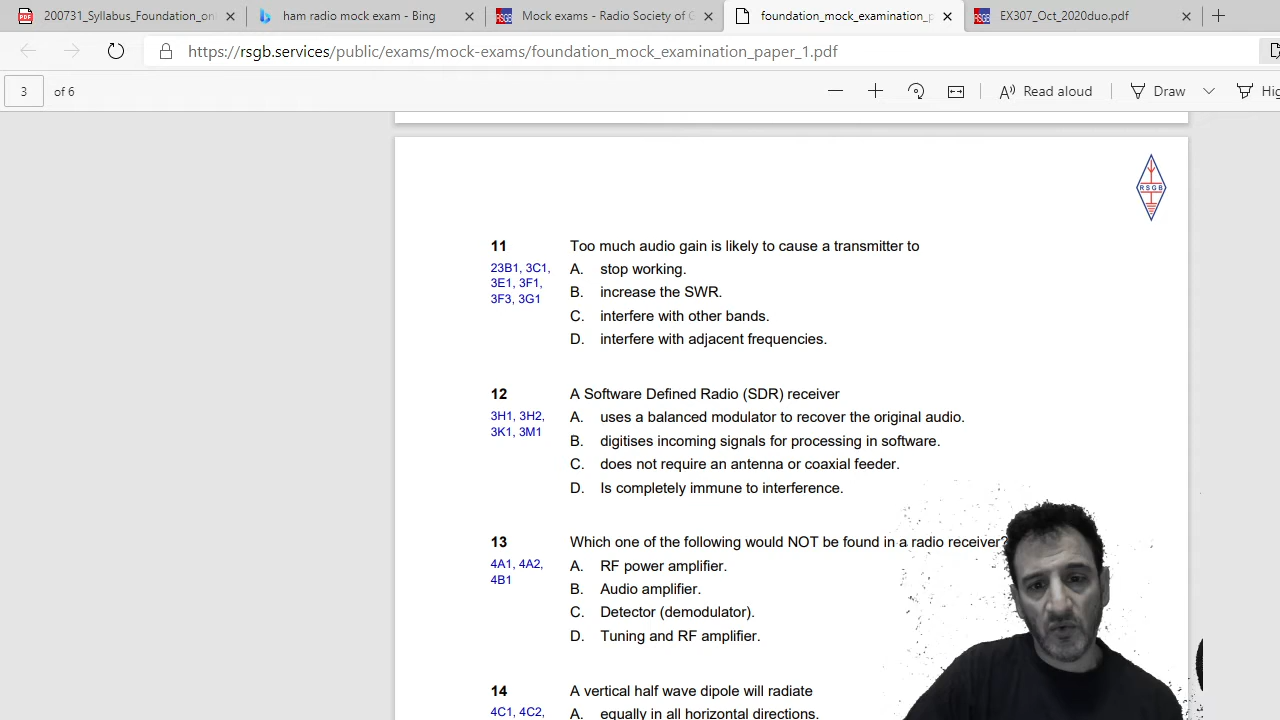 200731_Syllabus_Foundation_on
ham radio mock exam - Bing
Mock exams - Radio Society of G
foundation_mock_examination_p
EX307_Oct_2020duo.pdf
https://rsgb.services/public/exams/mock-exams/foundation_mock_examination_paper_1.pdf
3 of 6
Read aloud
Draw
Hig
RSGB
11 Too much audio gain is likely to cause a transmitter to
23B1, 3C1, A. stop working.
3E1, 3F1, B. increase the SWR.
3F3, 3G1 C. interfere with other bands.
D. interfere with adjacent frequencies.
12 A Software Defined Radio (SDR) receiver
3H1, 3H2, A. uses a balanced modulator to recover the original audio.
3K1, 3M1 B. digitises incoming signals for processing in software.
C. does not require an antenna or coaxial feeder.
D. Is completely immune to interference.
13 Which one of the following would NOT be found in a radio receiver?
4A1, 4A2, A. RF power amplifier.
4B1 B. Audio amplifier.
C. Detector (demodulator).
D. Tuning and RF amplifier.
14 A vertical half wave dipole will radiate
4C1, 4C2, A. equally in all horizontal directions.